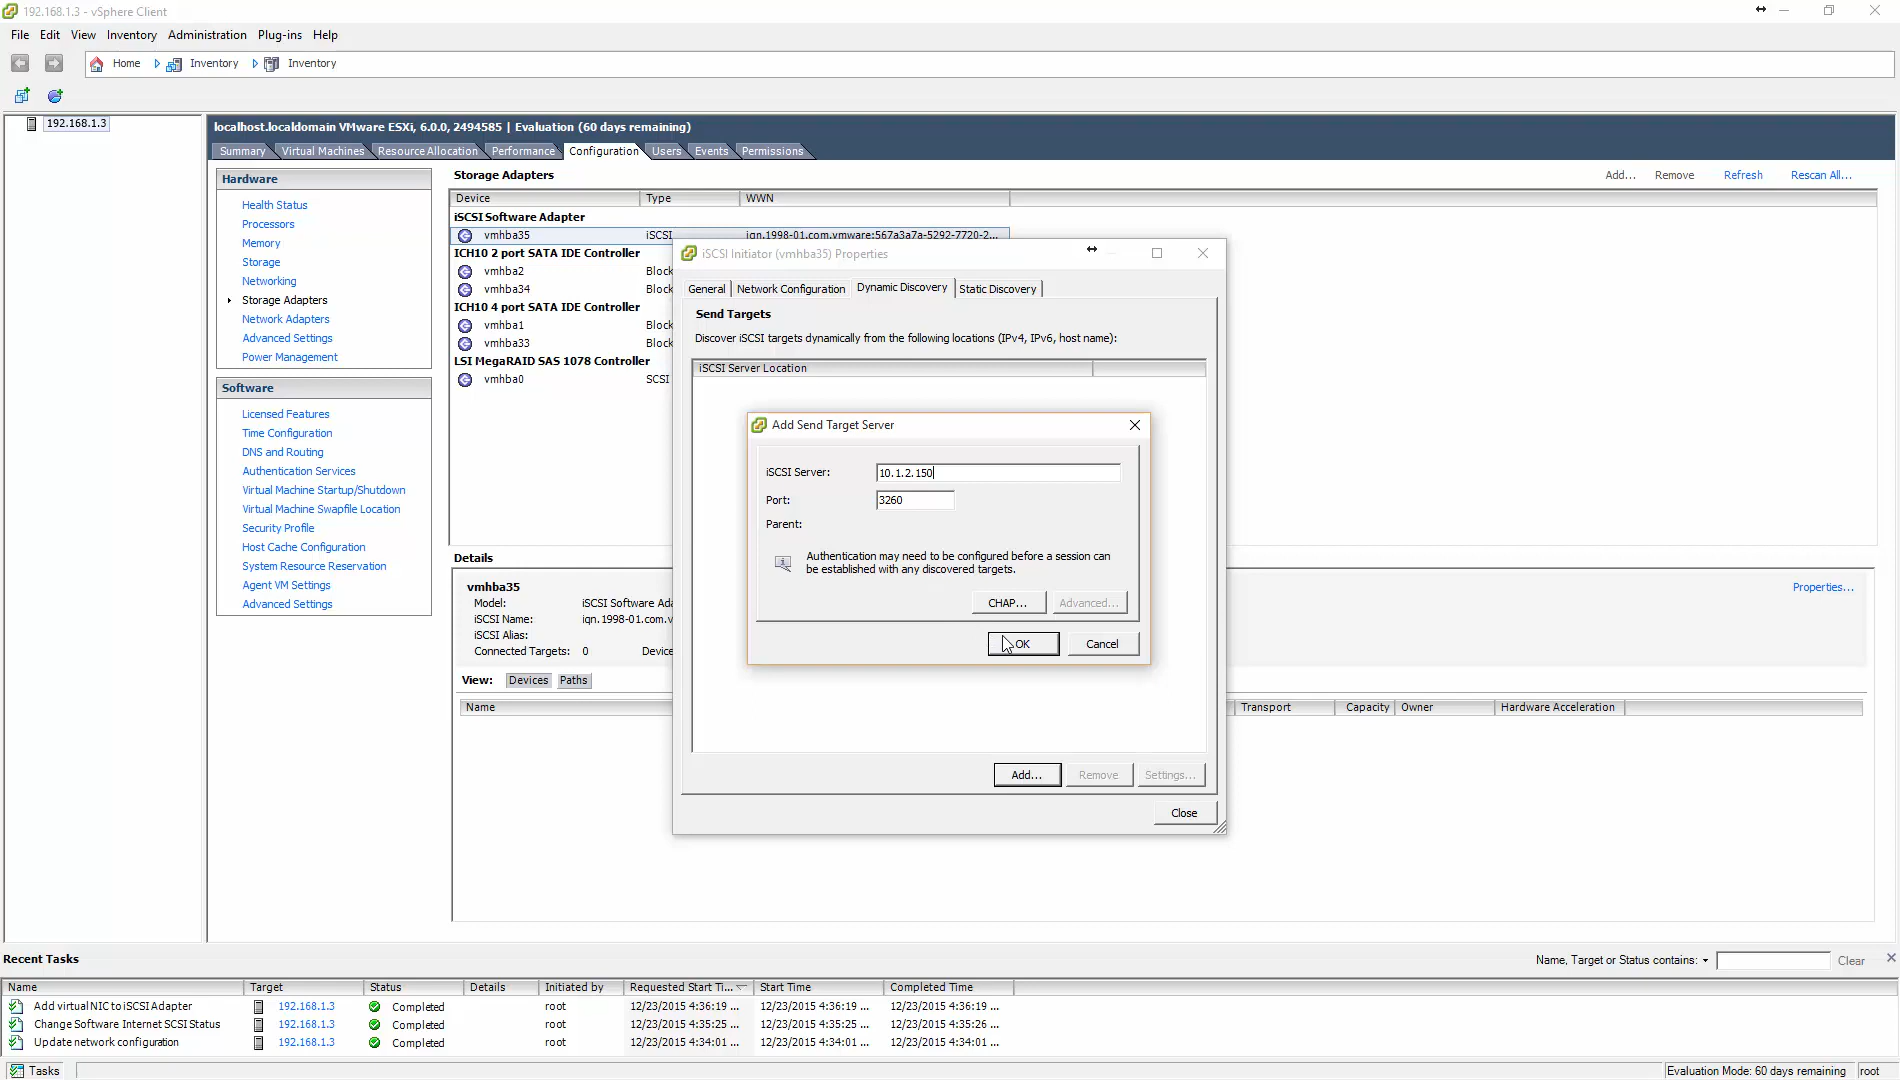 192.168.1.3 - vSphere Client
File Edit View Inventory Administration Plug-ins Help
Home Inventory Inventory
192.168.1.3
localhost.localdomain VMware ESXi, 6.0.0, 2494585 | Evaluation (60 days remaining)
Summary Virtual Machines Resource Allocation Performance Configuration Users Events Permissions
Hardware
Health Status
Processors
Memory
Storage
Networking
Storage Adapters
Network Adapters
Advanced Settings
Power Management
Software
Licensed Features
Time Configuration
DNS and Routing
Authentication Services
Virtual Machine Startup/Shutdown
Virtual Machine Swapfile Location
Security Profile
Host Cache Configuration
System Resource Reservation
Agent VM Settings
Advanced Settings
Storage Adapters
Add... Remove Refresh Rescan All...
Device Type WWN
iSCSI Software Adapter
vmhba35 iSCSI iqn.1998-01.com.vmware:567a3a7a-5292-7720-2...
ICH10 2 port SATA IDE Controller
vmhba2 Block
vmhba34 Block
ICH10 4 port SATA IDE Controller
vmhba1 Block
vmhba33 Block
LSI MegaRAID SAS 1078 Controller
vmhba0 SCSI
Details
vmhba35
Properties...
Model: iSCSI Software Ada
iSCSI Name: iqn.1998-01.com.v
iSCSI Alias:
Connected Targets: 0 Device
View: Devices Paths
Name Transport Capacity Owner Hardware Acceleration
iSCSI Initiator (vmhba35) Properties
General Network Configuration Dynamic Discovery Static Discovery
Send Targets
Discover iSCSI targets dynamically from the following locations (IPv4, IPv6, host name):
iSCSI Server Location
Add Send Target Server
iSCSI Server: 10.1.2.150
Port: 3260
Parent:
Authentication may need to be configured before a session can
be established with any discovered targets.
CHAP... Advanced...
OK Cancel
Add... Remove Settings...
Close
Recent Tasks
Name, Target or Status contains: Clear
Name Target Status Details Initiated by Requested Start Ti... Start Time Completed Time
Add virtual NIC to iSCSI Adapter 192.168.1.3 Completed root 12/23/2015 4:36:19 ... 12/23/2015 4:36:19 ... 12/23/2015 4:36:19 ...
Change Software Internet SCSI Status 192.168.1.3 Completed root 12/23/2015 4:35:25 ... 12/23/2015 4:35:25 ... 12/23/2015 4:35:26 ...
Update network configuration 192.168.1.3 Completed root 12/23/2015 4:34:01 ... 12/23/2015 4:34:01 ... 12/23/2015 4:34:01 ...
Tasks Evaluation Mode: 60 days remaining root